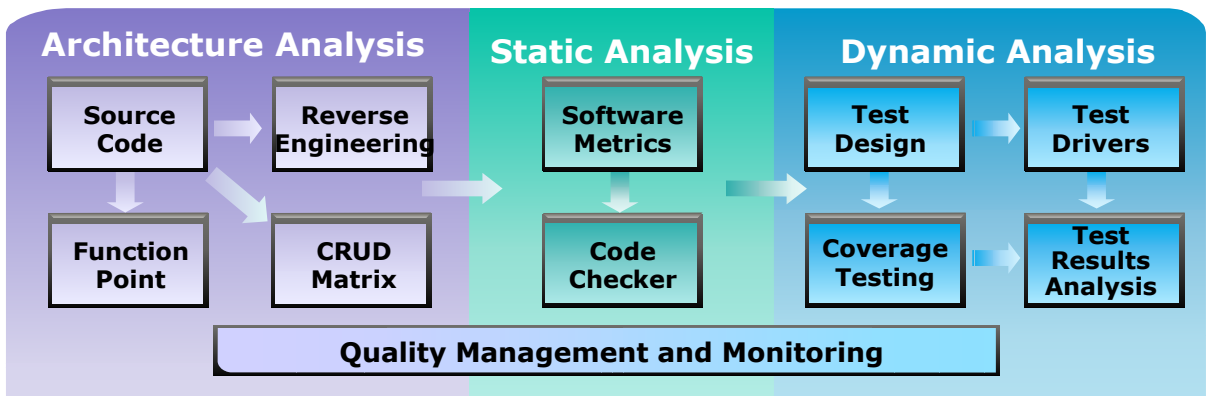 Architecture Analysis
Static Analysis
Dynamic Analysis
Source
Code
Reverse
Engineering
Software
Metrics
Test
Design
Test
Drivers
Function
Point
CRUD
Matrix
Code
Checker
Coverage
Testing
Test
Results
Analysis
Quality Management and Monitoring